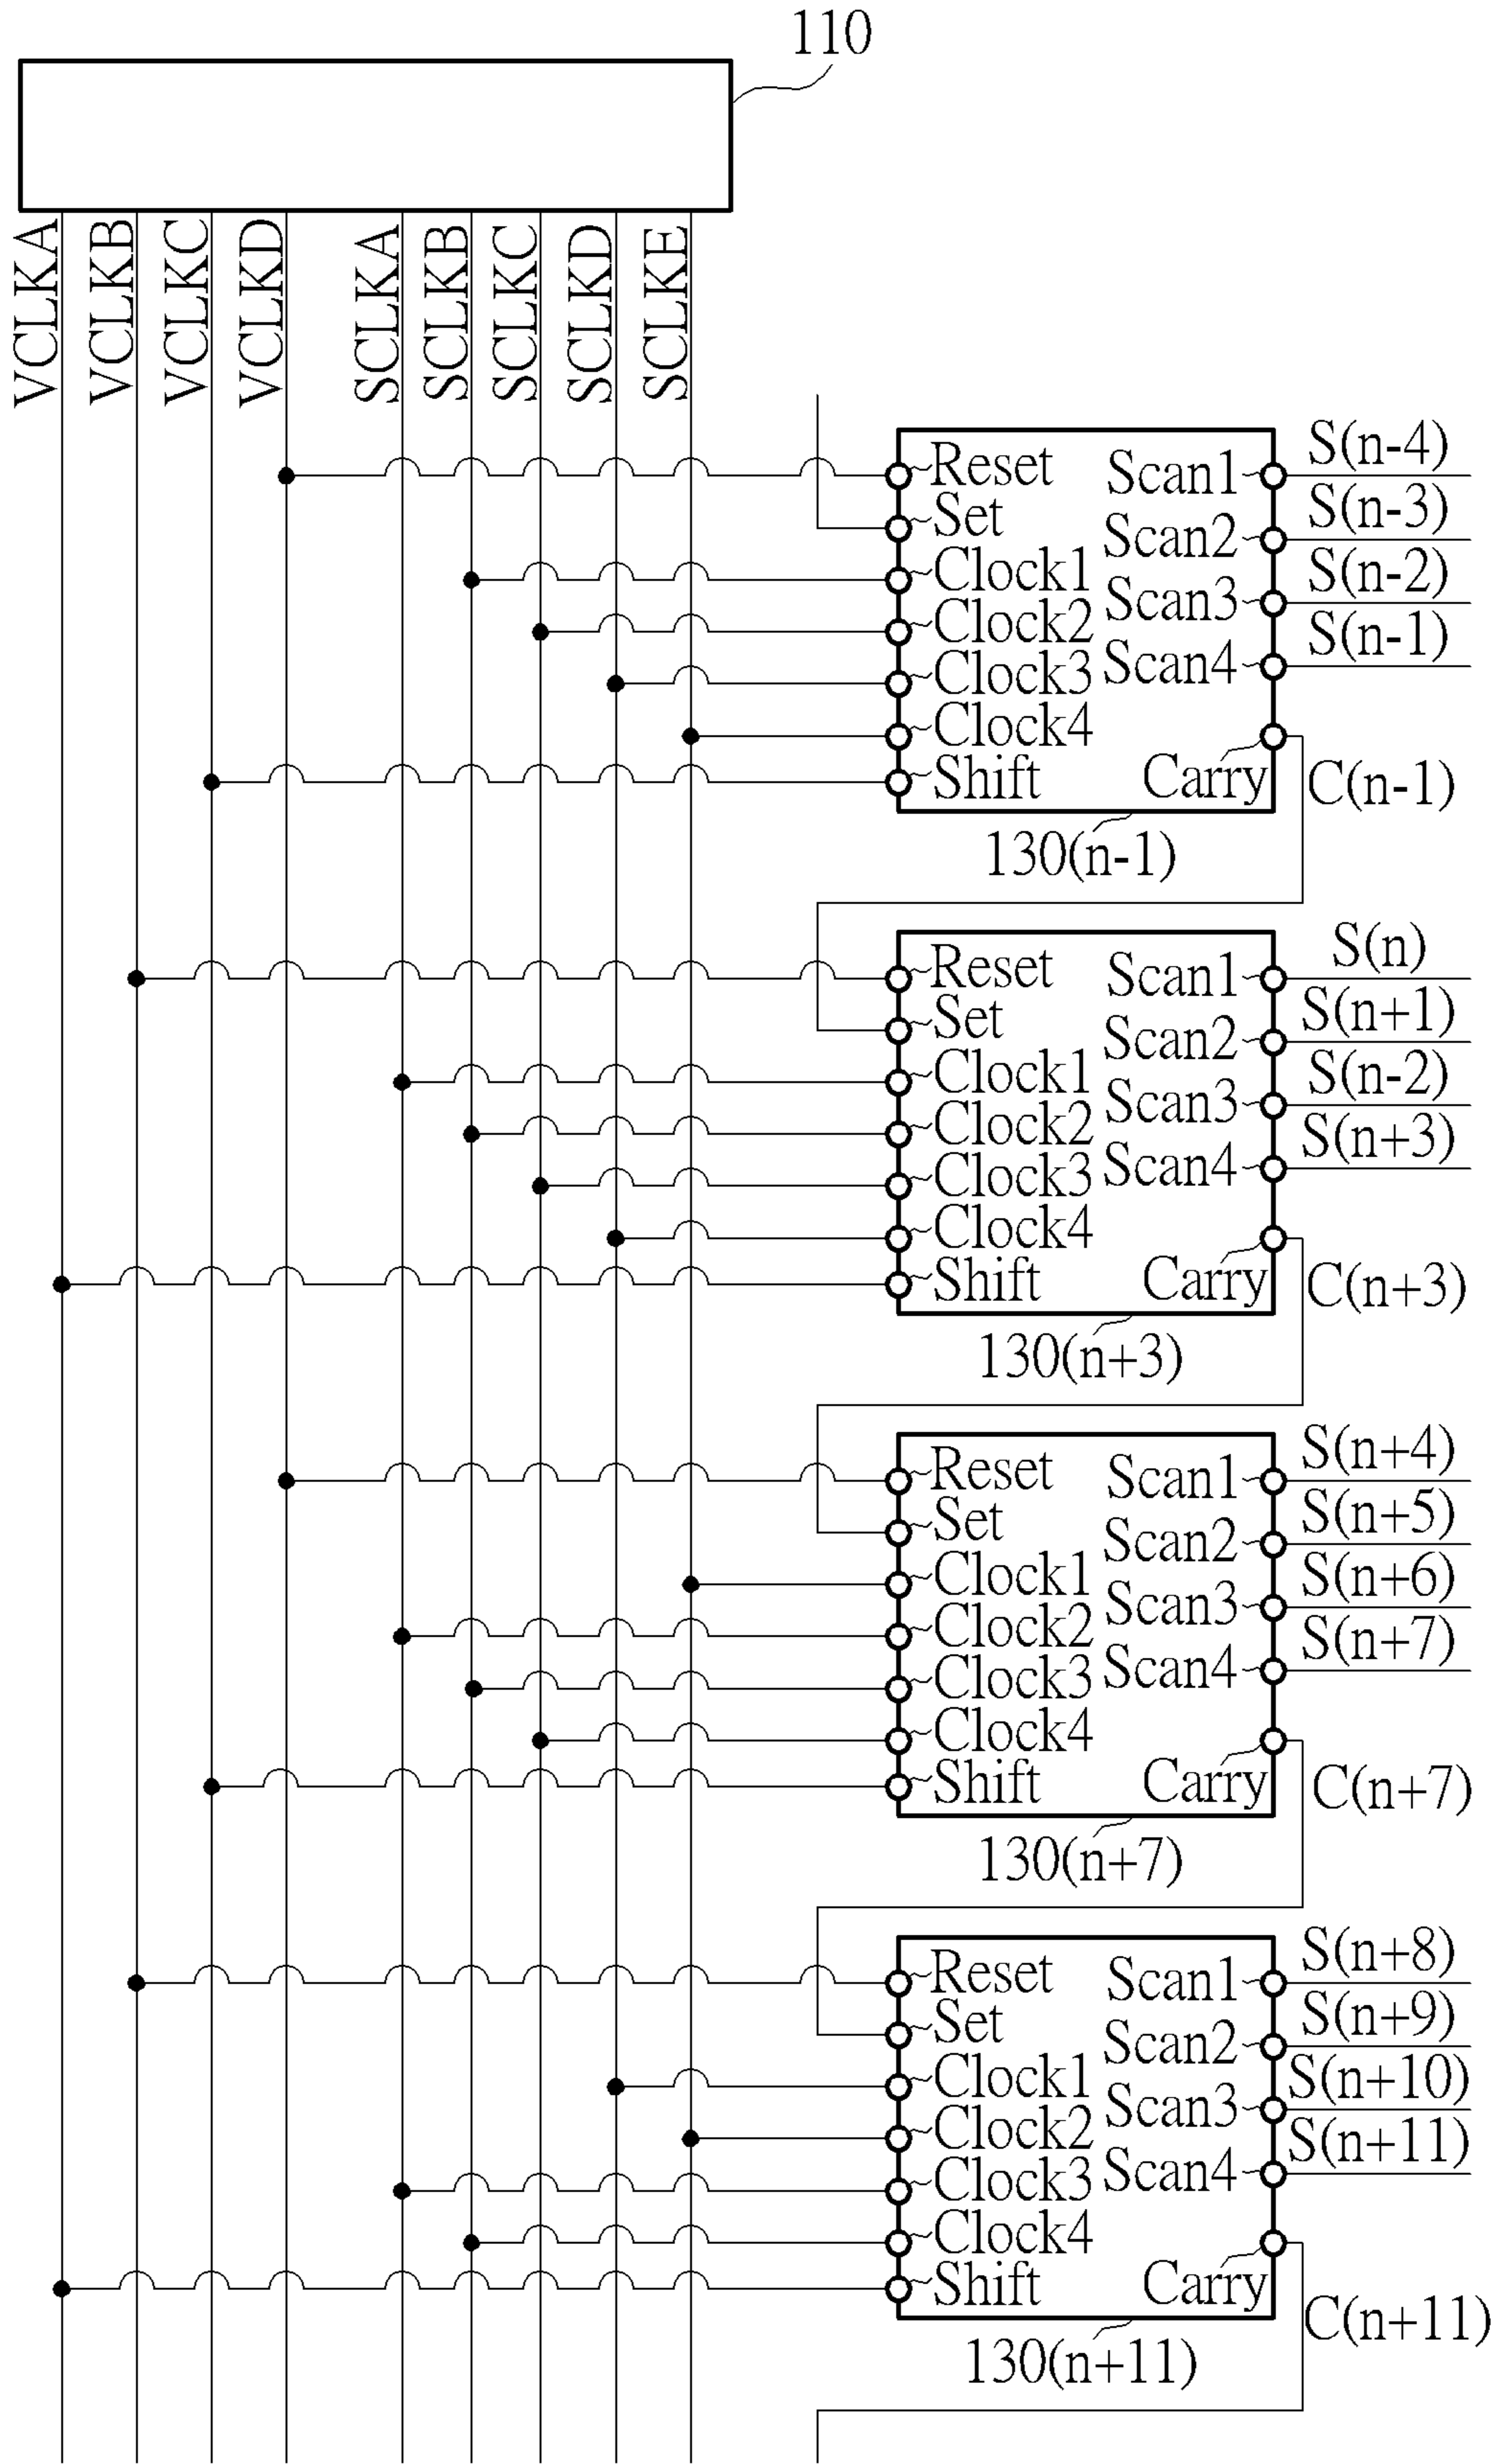 110
VCLKA
VCLKB
VCLKC
VCLKD
SCLKA
SCLKB
SCLKC
SCLKD
SCLKE
Reset
Set
Clock1
Clock2
Clock3
Clock4
Shift
Scan1
Scan2
Scan3
Scan4
Carry
S(n-4)
S(n-3)
S(n-2)
S(n-1)
C(n-1)
130(n-1)
Reset
Set
Clock1
Clock2
Clock3
Clock4
Shift
Scan1
Scan2
Scan3
Scan4
Carry
S(n)
S(n+1)
S(n-2)
S(n+3)
C(n+3)
130(n+3)
Reset
Set
Clock1
Clock2
Clock3
Clock4
Shift
Scan1
Scan2
Scan3
Scan4
Carry
S(n+4)
S(n+5)
S(n+6)
S(n+7)
C(n+7)
130(n+7)
Reset
Set
Clock1
Clock2
Clock3
Clock4
Shift
Scan1
Scan2
Scan3
Scan4
Carry
S(n+8)
S(n+9)
S(n+10)
S(n+11)
C(n+11)
130(n+11)